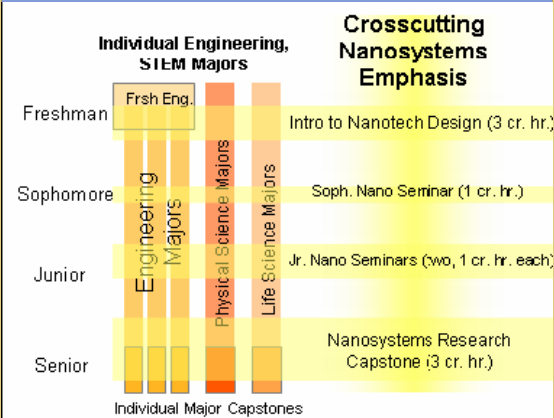 Crosscutting
Nanosystems
Emphasis
Individual Engineering,
STEM Majors
Frsh Eng.
Freshman
Intro to Nanotech Design (3 cr. hr.)
Sophomore
Soph. Nano Seminar (1 cr. hr.)
Engineering
Majors
Physical Science Majors
Life Science Majors
Junior
Jr. Nano Seminars (two, 1 cr. hr. each)
Nanosystems Research
Capstone (3 cr. hr.)
Senior
Individual Major Capstones